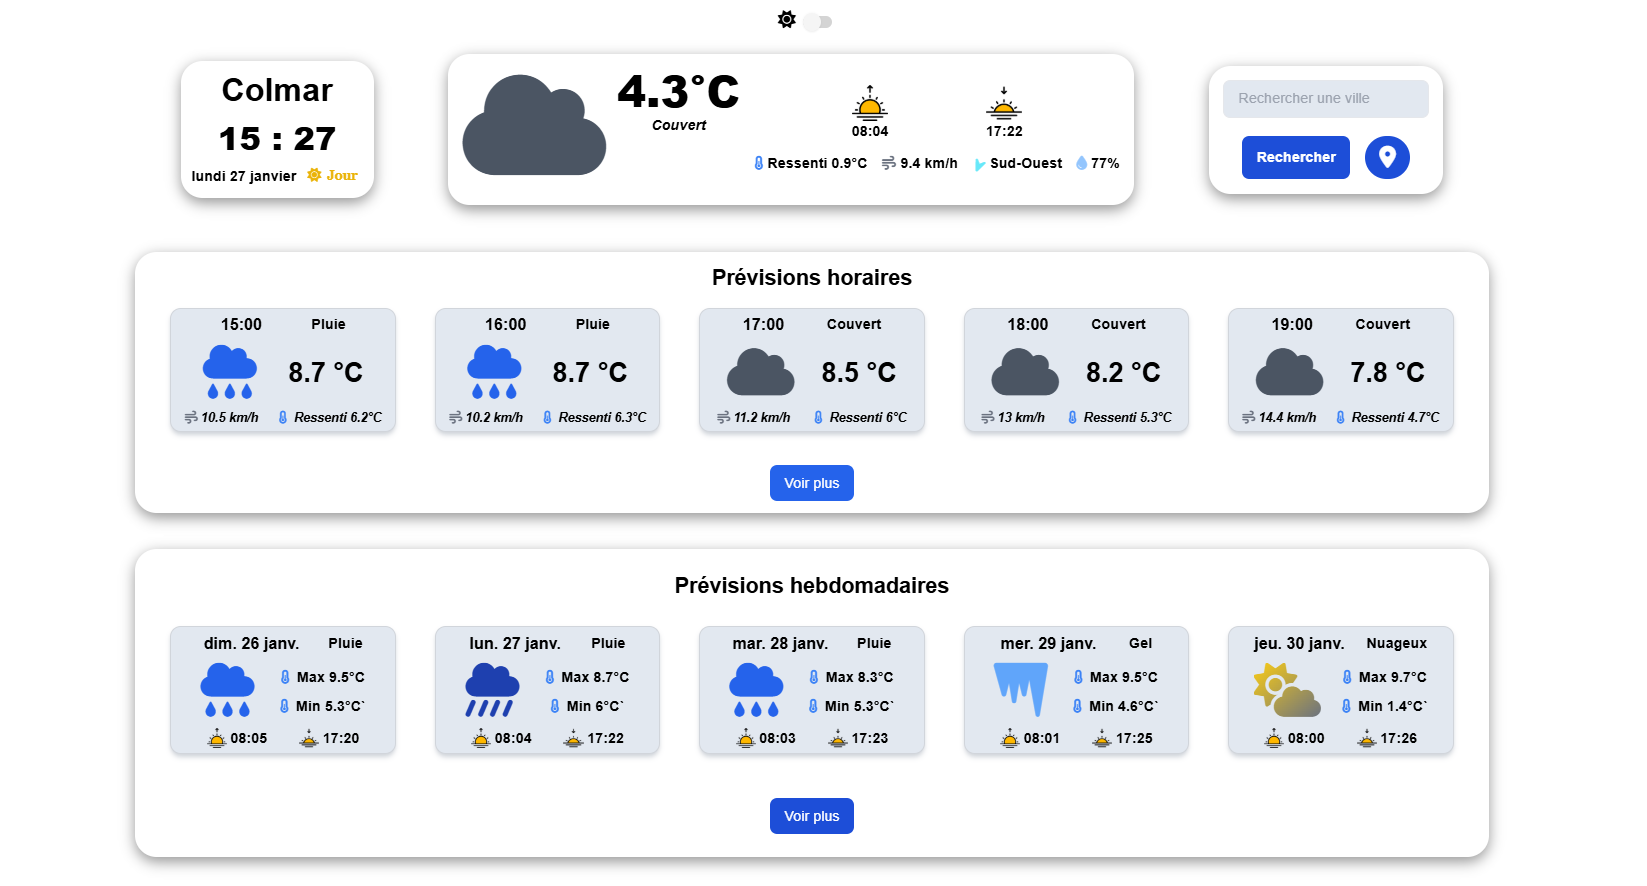 Colmar
15 : 27
lundi 27 janvier Jour
4.3°C
Couvert
08:04 17:22
Ressenti 0.9°C 9.4 km/h Sud-Ouest 77%
Rechercher une ville
Rechercher
Prévisions horaires
15:00 Pluie
8.7 °C
10.5 km/h Ressenti 6.2°C
16:00 Pluie
8.7 °C
10.2 km/h Ressenti 6.3°C
17:00 Couvert
8.5 °C
11.2 km/h Ressenti 6°C
18:00 Couvert
8.2 °C
13 km/h Ressenti 5.3°C
19:00 Couvert
7.8 °C
14.4 km/h Ressenti 4.7°C
Voir plus
Prévisions hebdomadaires
dim. 26 janv. Pluie
Max 9.5°C
Min 5.3°C`
08:05 17:20
lun. 27 janv. Pluie
Max 8.7°C
Min 6°C`
08:04 17:22
mar. 28 janv. Pluie
Max 8.3°C
Min 5.3°C`
08:03 17:23
mer. 29 janv. Gel
Max 9.5°C
Min 4.6°C`
08:01 17:25
jeu. 30 janv. Nuageux
Max 9.7°C
Min 1.4°C`
08:00 17:26
Voir plus